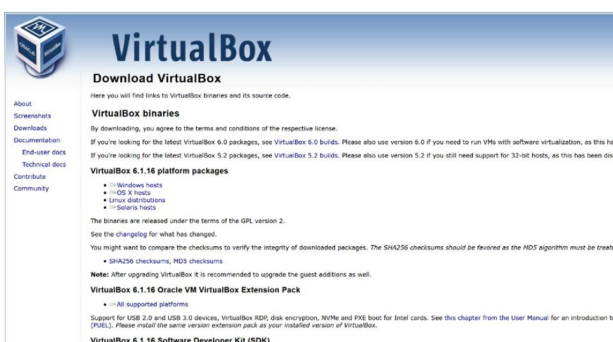 VirtualBox
Download VirtualBox
Here you will find links to VirtualBox binaries and its source code.
About
Screenshots
Downloads
Documentation
End-user docs
Technical docs
Contribute
Community
VirtualBox binaries
By downloading, you agree to the terms and conditions of the respective license.
If you're looking for the latest VirtualBox 6.0 packages, see VirtualBox 6.0 builds. Please also use version 6.0 if you need to run VMs with software virtualization, as this ha
If you're looking for the latest VirtualBox 5.2 packages, see VirtualBox 5.2 builds. Please also use version 5.2 if you still need support for 32-bit hosts, as this has been dis
VirtualBox 6.1.16 platform packages
Windows hosts
OS X hosts
Linux distributions
Solaris hosts
The binaries are released under the terms of the GPL version 2.
See the changelog for what has changed.
You might want to compare the checksums to verify the integrity of downloaded packages. The SHA256 checksums should be favored as the MD5 algorithm must be treat
SHA256 checksums, MD5 checksums
Note: After upgrading VirtualBox it is recommended to upgrade the guest additions as well.
VirtualBox 6.1.16 Oracle VM VirtualBox Extension Pack
All supported platforms
Support for USB 2.0 and USB 3.0 devices, VirtualBox RDP, disk encryption, NVMe and PXE boot for Intel cards. See this chapter from the User Manual for an introduction to
(PUEL). Please install the same version extension pack as your installed version of VirtualBox.
VirtualBox 6.1.16 Software Developer Kit (SDK)